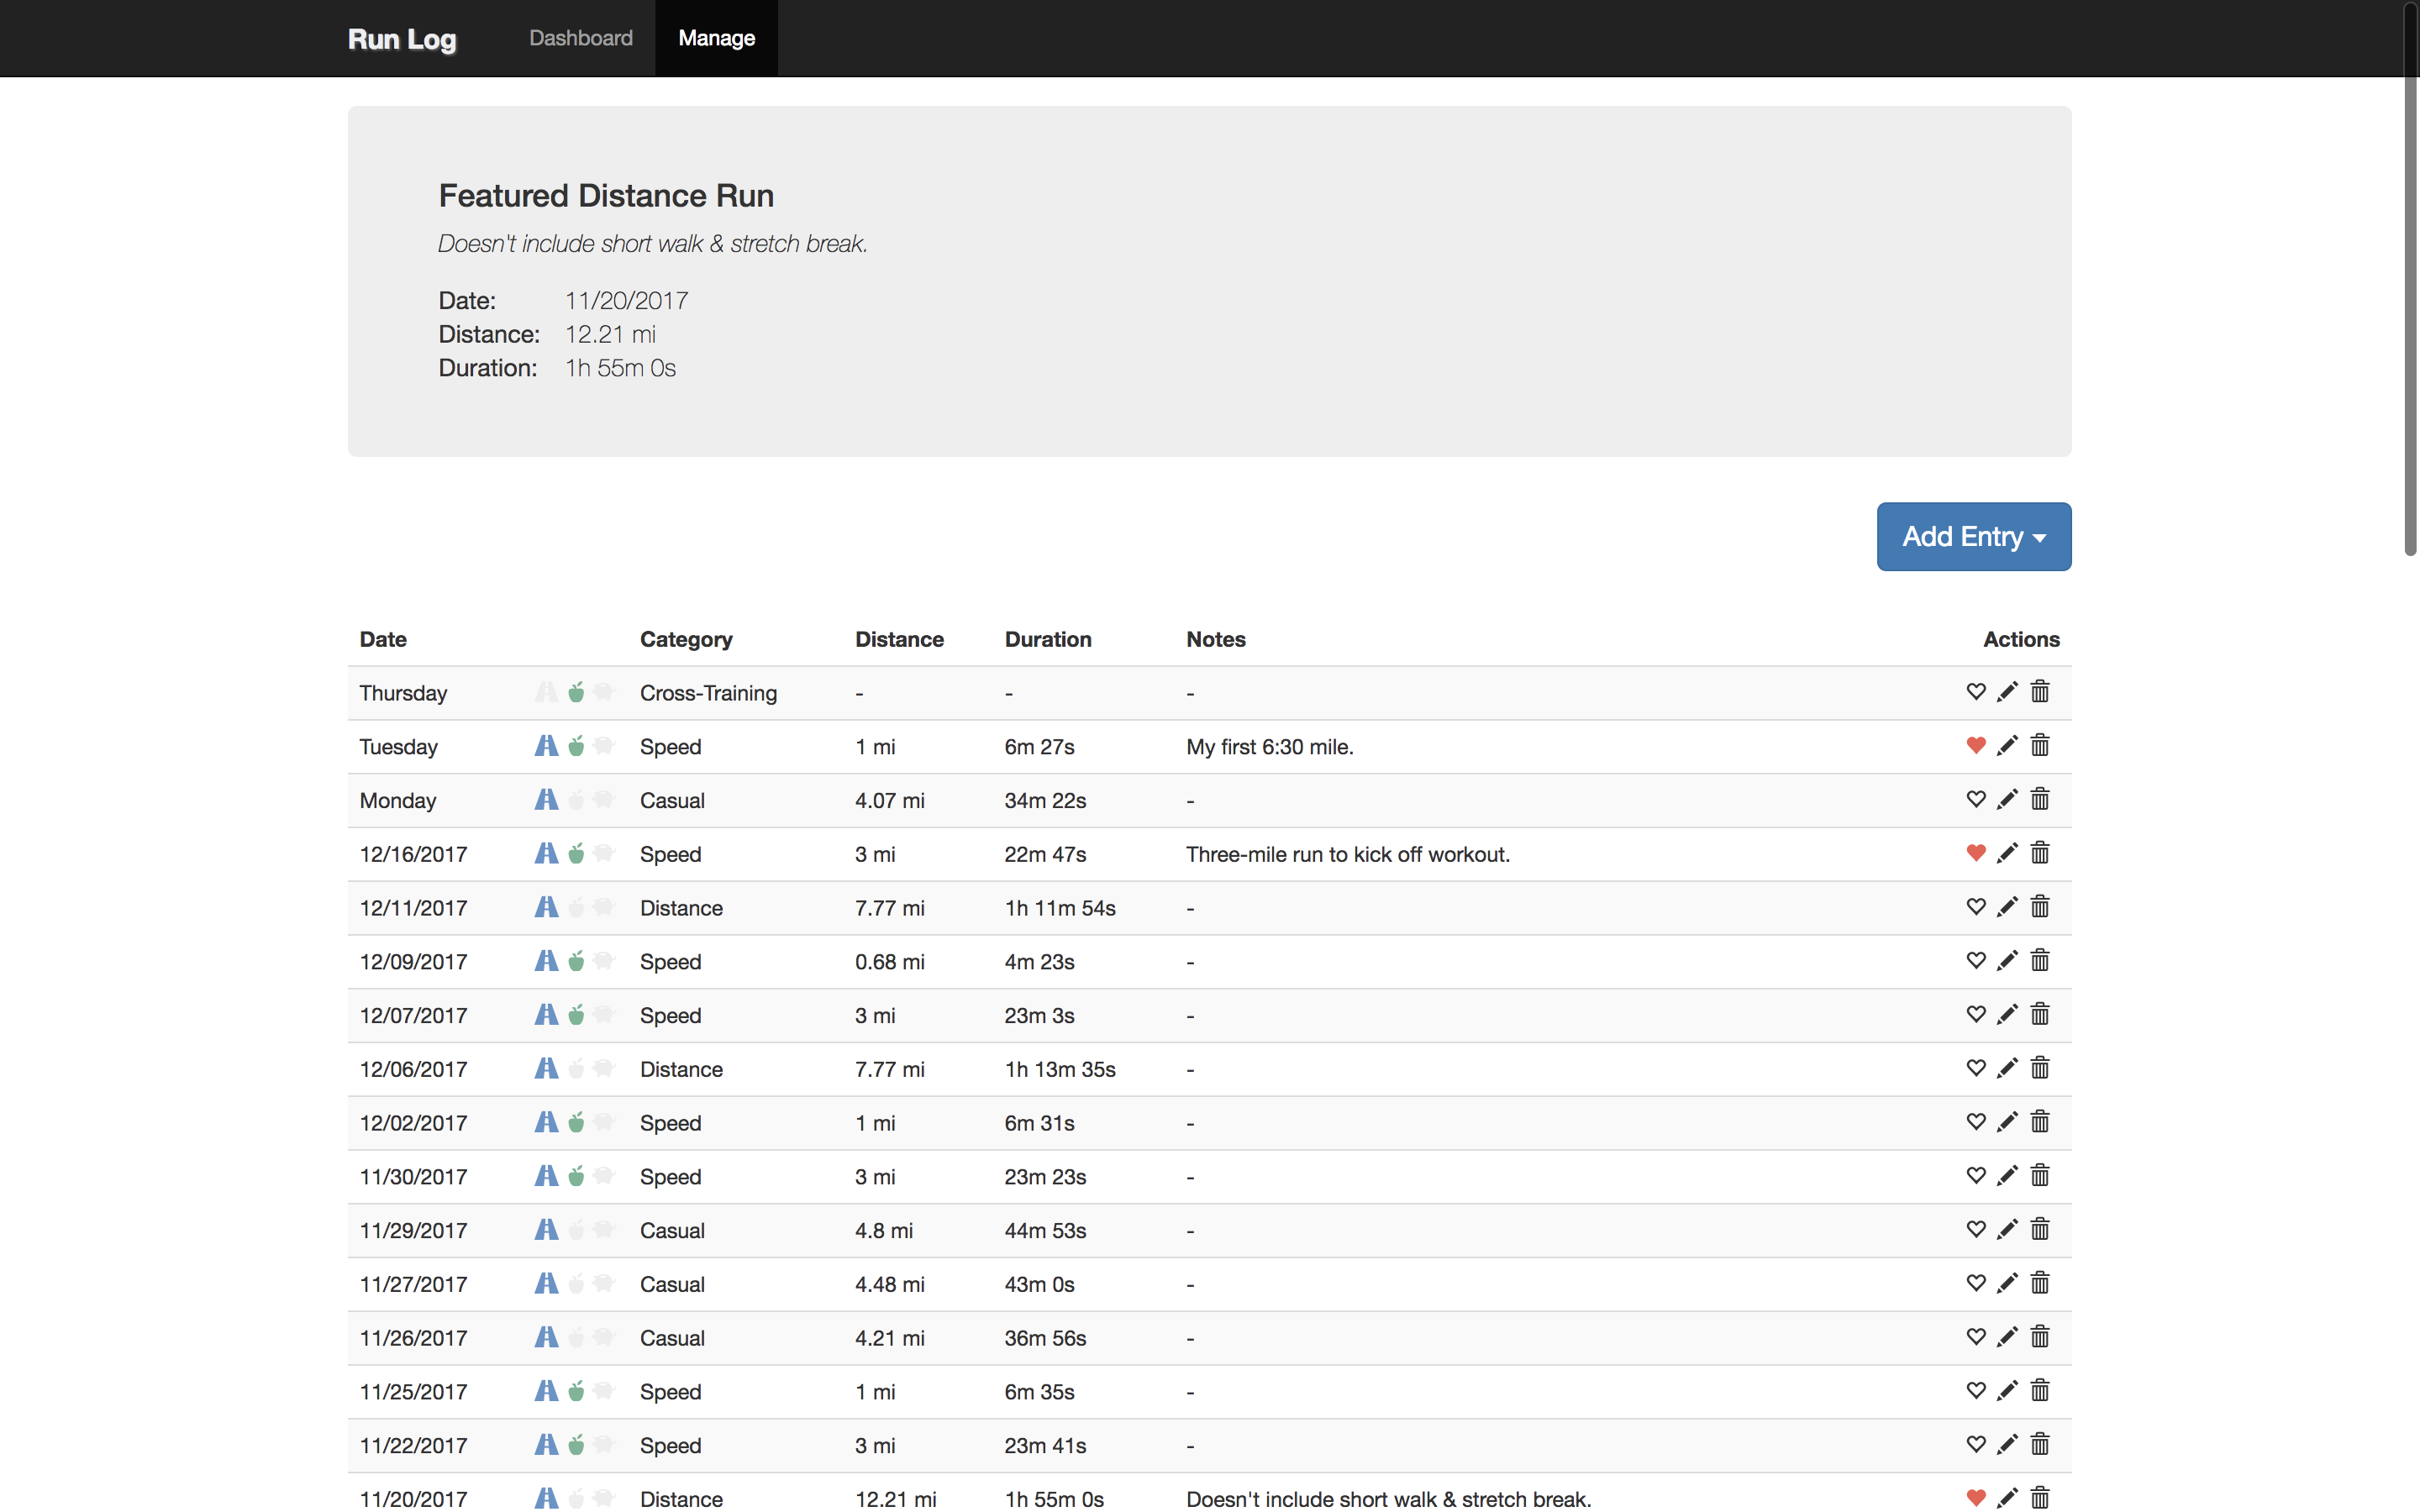 Run Log Dashboard Manage
Featured Distance Run
Doesn't include short walk & stretch break.
Date: 11/20/2017
Distance: 12.21 mi
Duration: 1h 55m 0s
Add Entry
Date Category Distance Duration Notes Actions
Thursday Cross-Training - - -
Tuesday Speed 1 mi 6m 27s My first 6:30 mile.
Monday Casual 4.07 mi 34m 22s -
12/16/2017 Speed 3 mi 22m 47s Three-mile run to kick off workout.
12/11/2017 Distance 7.77 mi 1h 11m 54s -
12/09/2017 Speed 0.68 mi 4m 23s -
12/07/2017 Speed 3 mi 23m 3s -
12/06/2017 Distance 7.77 mi 1h 13m 35s -
12/02/2017 Speed 1 mi 6m 31s -
11/30/2017 Speed 3 mi 23m 23s -
11/29/2017 Casual 4.8 mi 44m 53s -
11/27/2017 Casual 4.48 mi 43m 0s -
11/26/2017 Casual 4.21 mi 36m 56s -
11/25/2017 Speed 1 mi 6m 35s -
11/22/2017 Speed 3 mi 23m 41s -
11/20/2017 Distance 12.21 mi 1h 55m 0s Doesn't include short walk & stretch break.